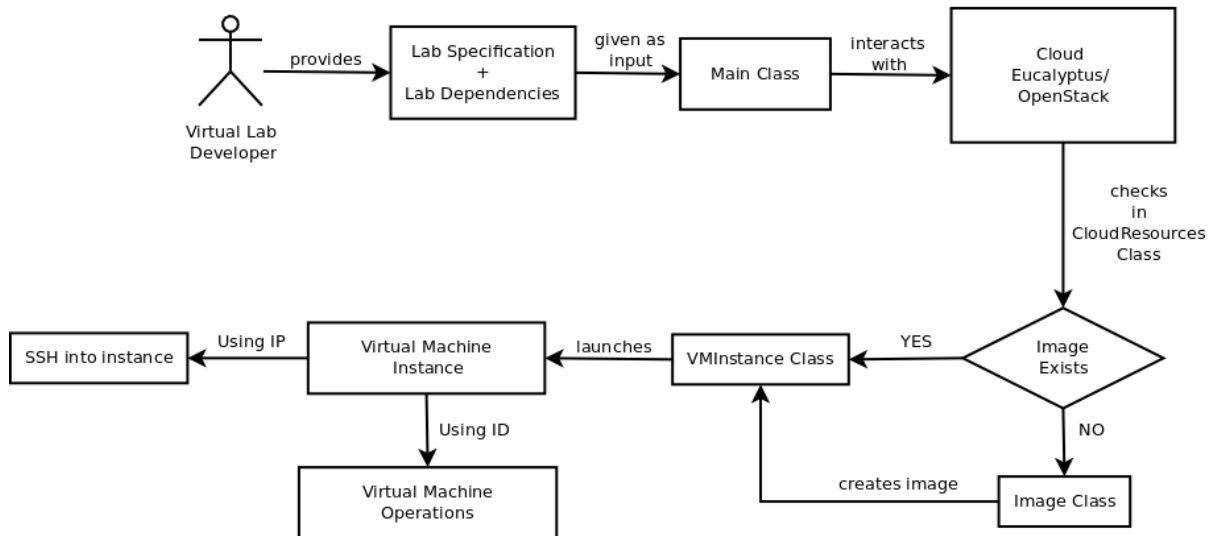 provides
Lab Specification
+
Lab Dependencies
given as
input
Main Class
interacts
with
Cloud
Eucalyptus/
OpenStack
Virtual Lab
Developer
checks
in
CloudResources
Class
Image
Exists
YES
VMInstance Class
launches
Virtual Machine
Instance
Using IP
SSH into instance
NO
Using ID
creates image
Image Class
Virtual Machine
Operations